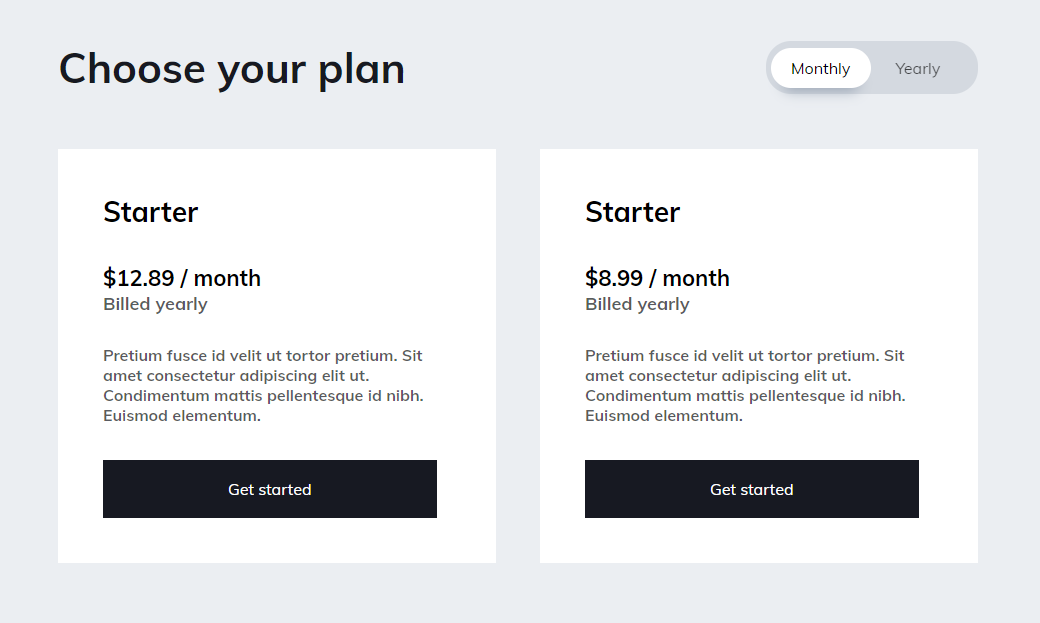 Choose your plan
Monthly
Yearly
Starter
$12.89 / month
Billed yearly
Pretium fusce id velit ut tortor pretium. Sit
amet consectetur adipiscing elit ut.
Condimentum mattis pellentesque id nibh.
Euismod elementum.
Get started
Starter
$8.99 / month
Billed yearly
Pretium fusce id velit ut tortor pretium. Sit
amet consectetur adipiscing elit ut.
Condimentum mattis pellentesque id nibh.
Euismod elementum.
Get started